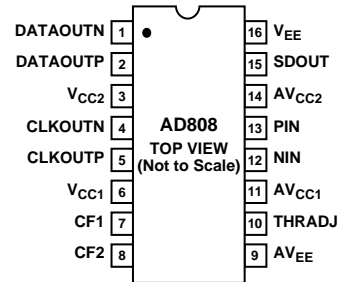 DATAOUTN 1
DATAOUTP 2
VCC2 3
CLKOUTN 4
CLKOUTP 5
VCC1 6
CF1 7
CF2 8
AD808
TOP VIEW
(Not to Scale)
16 VEE
15 SDOUT
14 AVCC2
13 PIN
12 NIN
11 AVCC1
10 THRADJ
9 AVEE